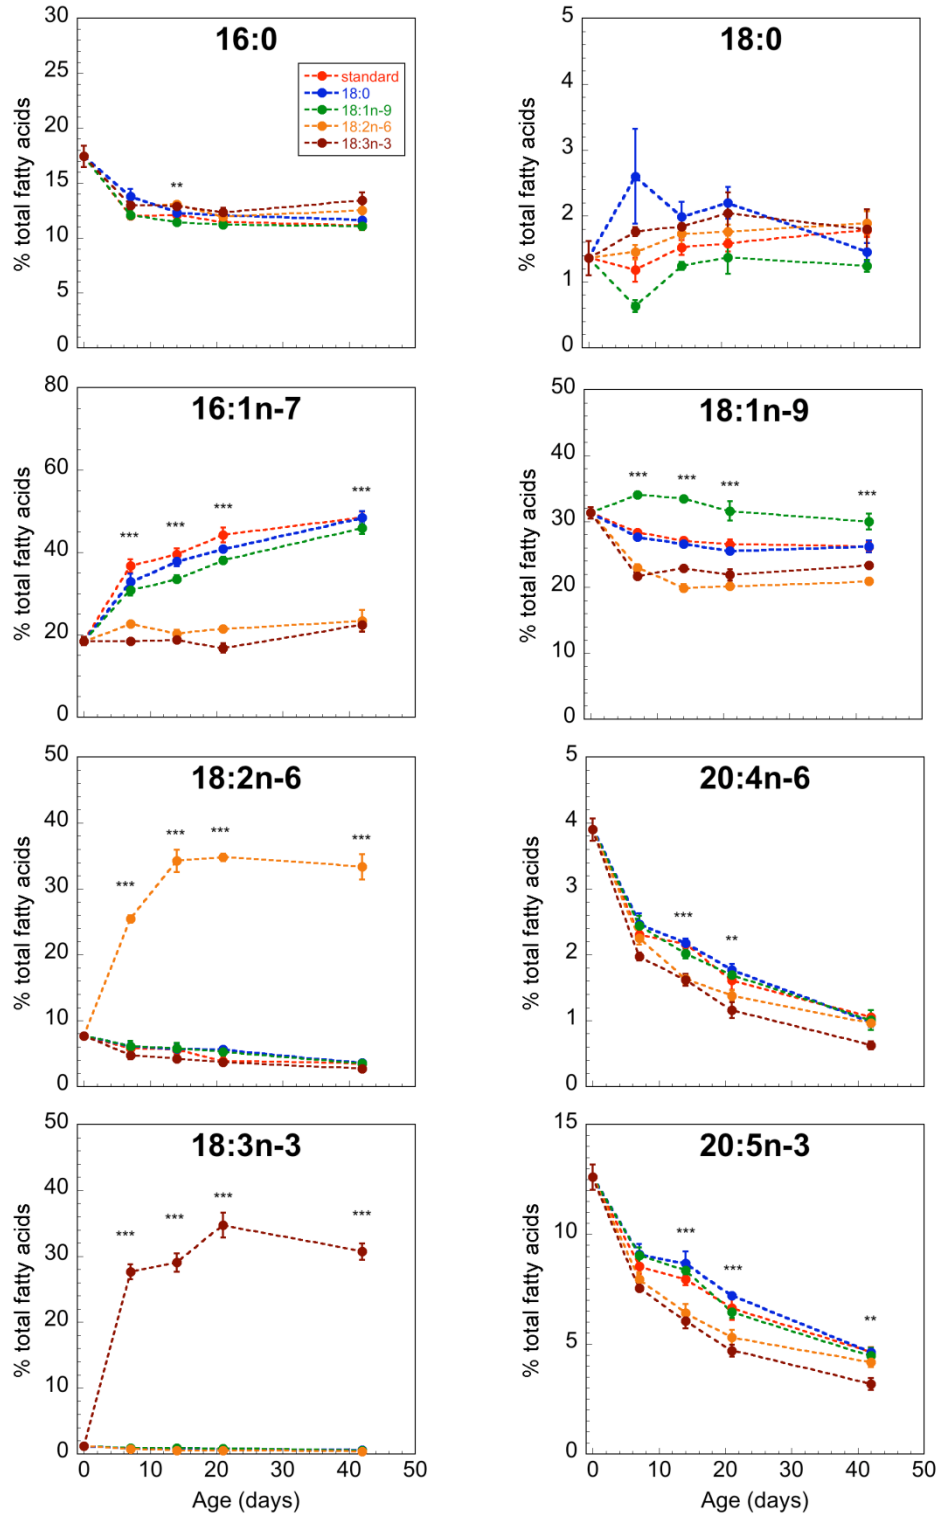 16:0
30
25
20
15
10
5
0
% total fatty acids
standard
18:0
18:1n-9
18:2n-6
18:3n-3
**
18:0
5
4
3
2
1
0
% total fatty acids
16:1n-7
80
60
40
20
0
% total fatty acids
*** *** *** ***
18:1n-9
50
40
30
20
10
0
% total fatty acids
*** *** *** ***
18:2n-6
50
40
30
20
10
0
% total fatty acids
*** *** *** ***
20:4n-6
5
4
3
2
1
0
% total fatty acids
*** **
18:3n-3
50
40
30
20
10
0
% total fatty acids
*** *** *** ***
0 10 20 30 40 50
Age (days)
20:5n-3
15
10
5
0
% total fatty acids
*** *** **
0 10 20 30 40 50
Age (days)